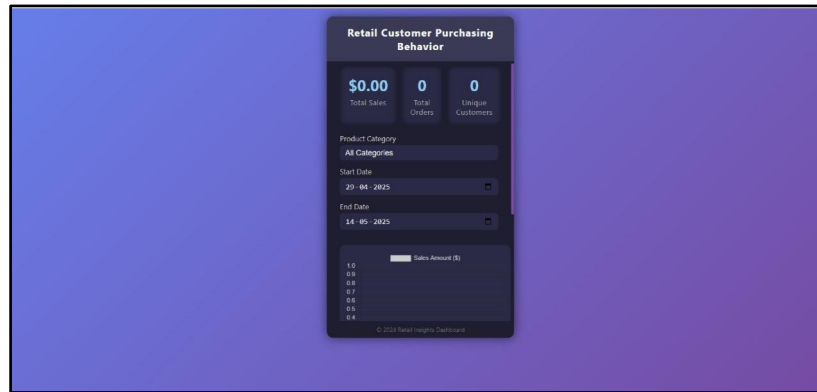 Retail Customer Purchasing
Behavior
$0.00
Total Sales
0
Total
Orders
0
Unique
Customers
Product Category
All Categories
Start Date
29-04-2025
End Date
14-05-2025
Sales Amount ($)
1.0
0.9
0.8
0.7
0.6
0.5
0.4
© 2024 Retail Insights Dashboard